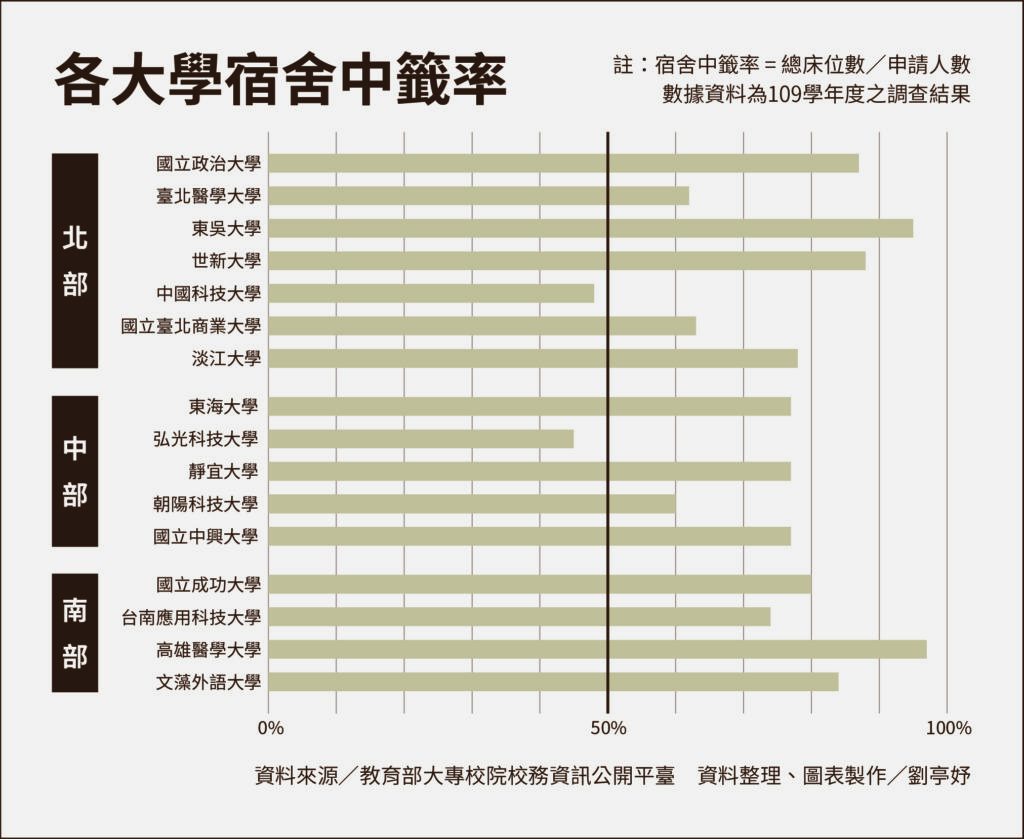 各大學宿舍中籤率
註：宿舍中籤率 = 總床位數／申請人數
數據資料為109學年度之調查結果
北部
國立政治大學
臺北醫學大學
東吳大學
世新大學
中國科技大學
國立臺北商業大學
淡江大學
中部
東海大學
弘光科技大學
靜宜大學
朝陽科技大學
國立中興大學
南部
國立成功大學
台南應用科技大學
高雄醫學大學
文藻外語大學
0% 50% 100%
資料來源／教育部大專校院校務資訊公開平臺 資料整理、圖表製作／劉亭妤